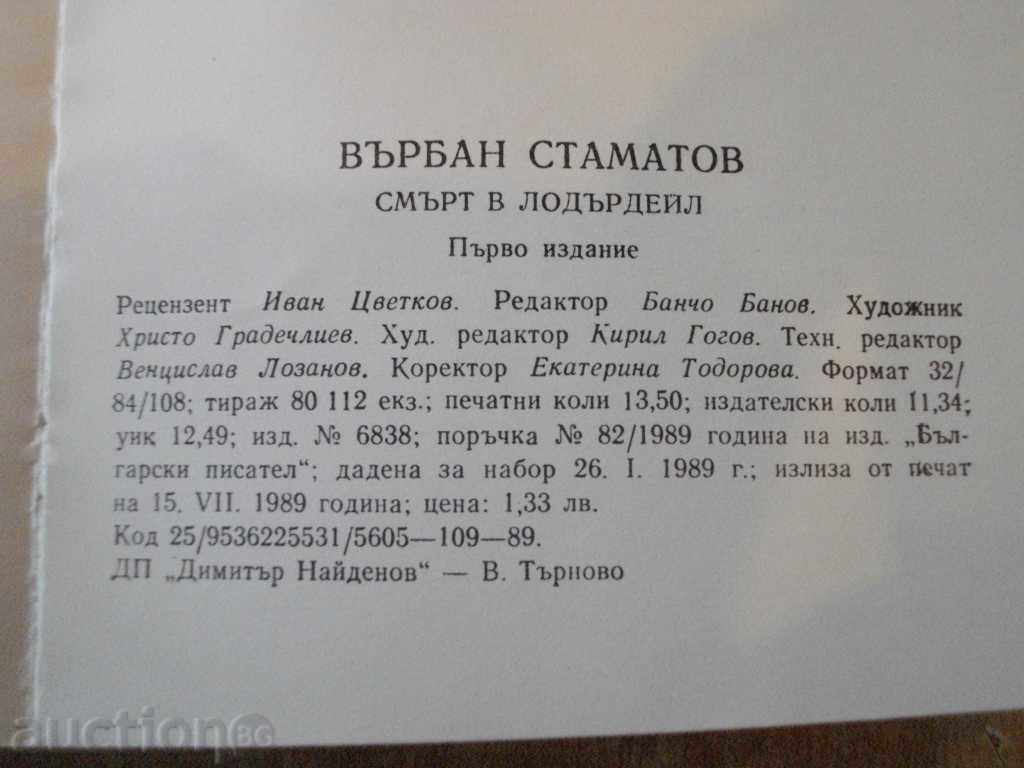 ВЪРБАН СТАМАТОВ
СМЪРТ В ЛОДЪРДЕЙЛ
Първо издание
Рецензент Иван Цветков. Редактор Банчо Банов. Художник
Христо Градечлиев. Худ. редактор Кирил Гогов. Техн. редактор
Венцислав Лозанов. Коректор Екатерина Тодорова. Формат 32/
84/108; тираж 80 112 екз.; печатни коли 13,50; издателски коли 11,34;
уик 12,49; изд. № 6838; поръчка № 82/1989 година на изд. „Бъл-
гарски писател“; дадена за набор 26. I. 1989 г.; излиза от печат
на 15. VII. 1989 година; цена: 1,33 лв.
Код 25/9536225531/5605—109—89.
ДП „Димитър Найденов“ — В. Търново
auction BG